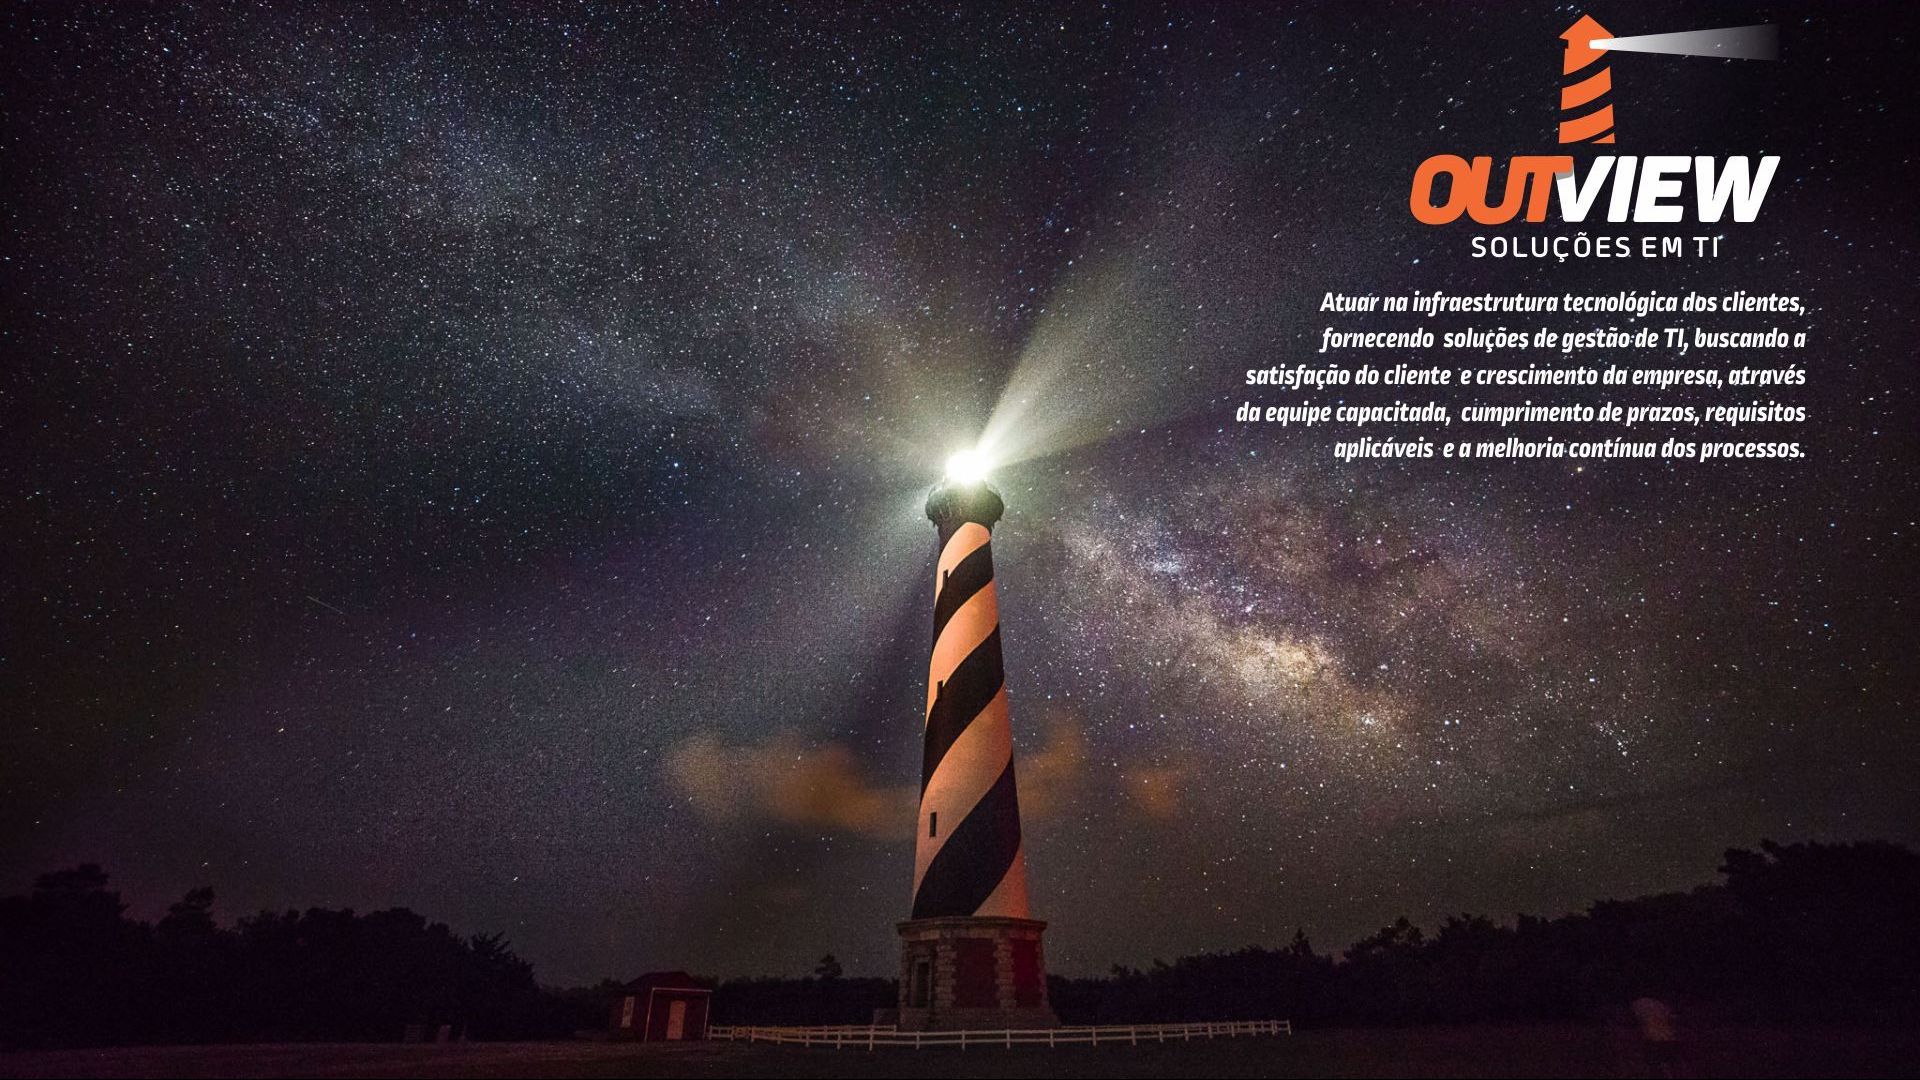 OUTVIEW
SOLUÇÕES EM TI
Atuar na infraestrutura tecnológica dos clientes,
fornecendo soluções de gestão de TI, buscando a
satisfação do cliente e crescimento da empresa, através
da equipe capacitada, cumprimento de prazos, requisitos
aplicáveis e a melhoria contínua dos processos.